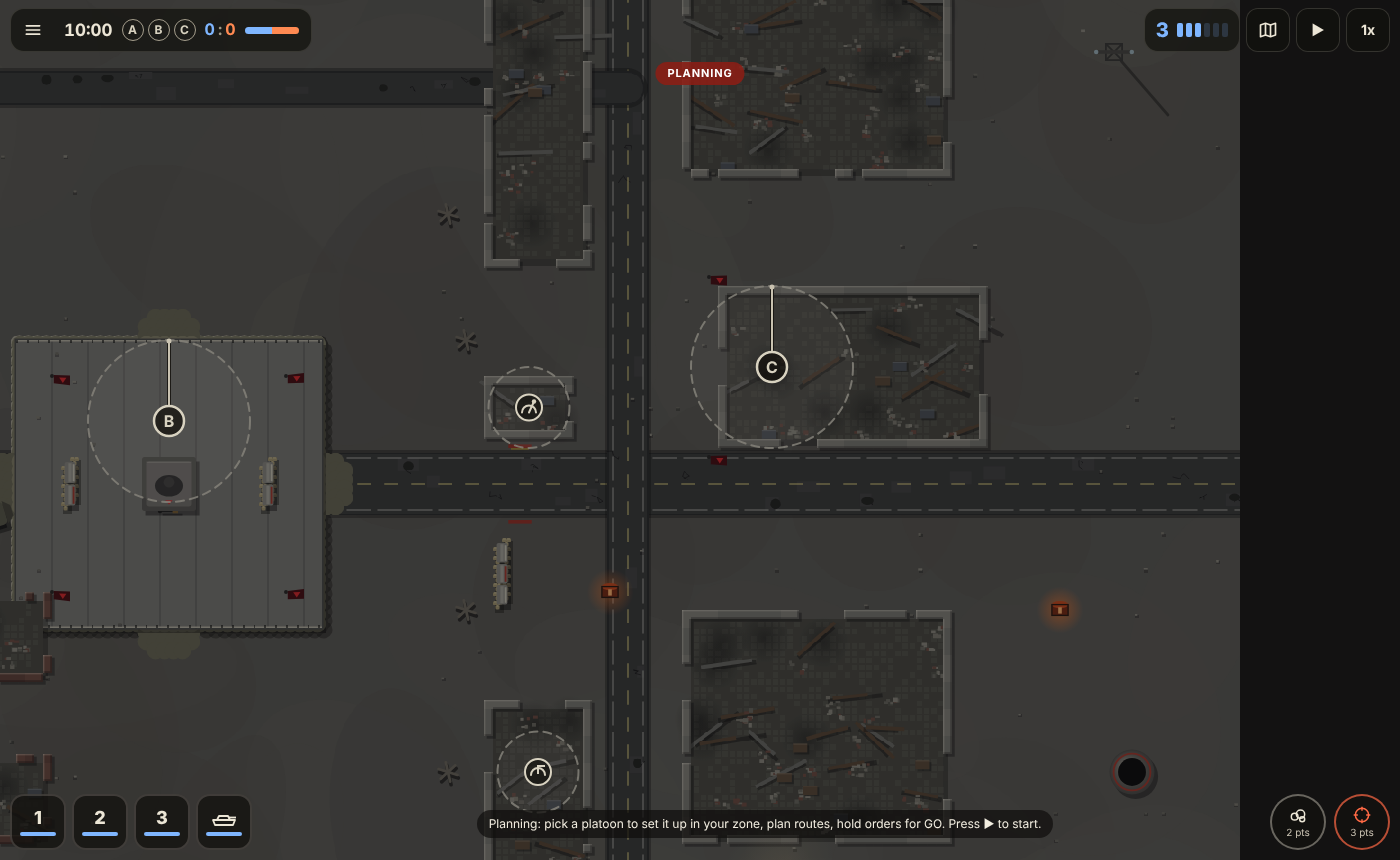 10:00 A B C 0 : 0
3
1x
PLANNING
B
C
1
2
3
Planning: pick a platoon to set it up in your zone, plan routes, hold orders for GO. Press ▶ to start.
2 pts
3 pts